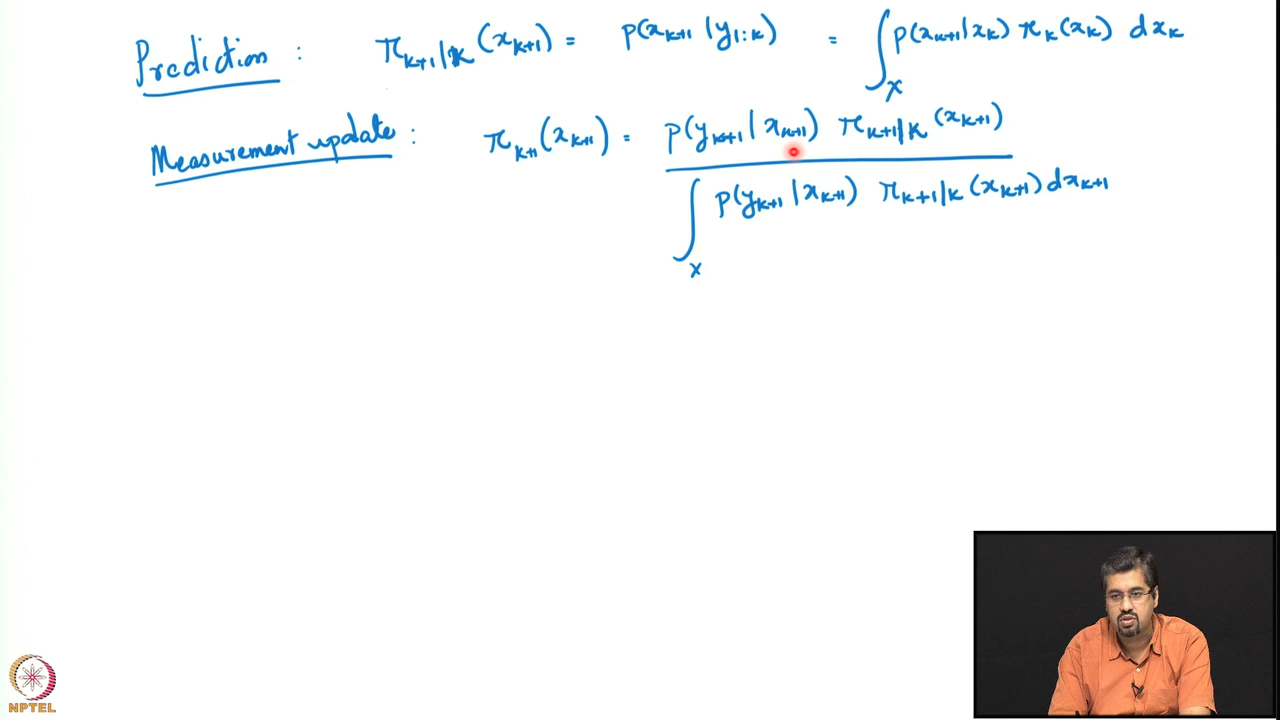 Prediction : π_{k+1|k}(x_{k+1}) = p(x_{k+1} | y_{1:k}) = ∫_X p(x_{k+1}|x_k) π_k(x_k) dx_k
Measurement update : π_{k+1}(x_{k+1}) = p(y_{k+1} | x_{k+1}) π_{k+1|k}(x_{k+1})
∫_X p(y_{k+1} | x_{k+1}) π_{k+1|k}(x_{k+1}) dx_{k+1}
NPTEL